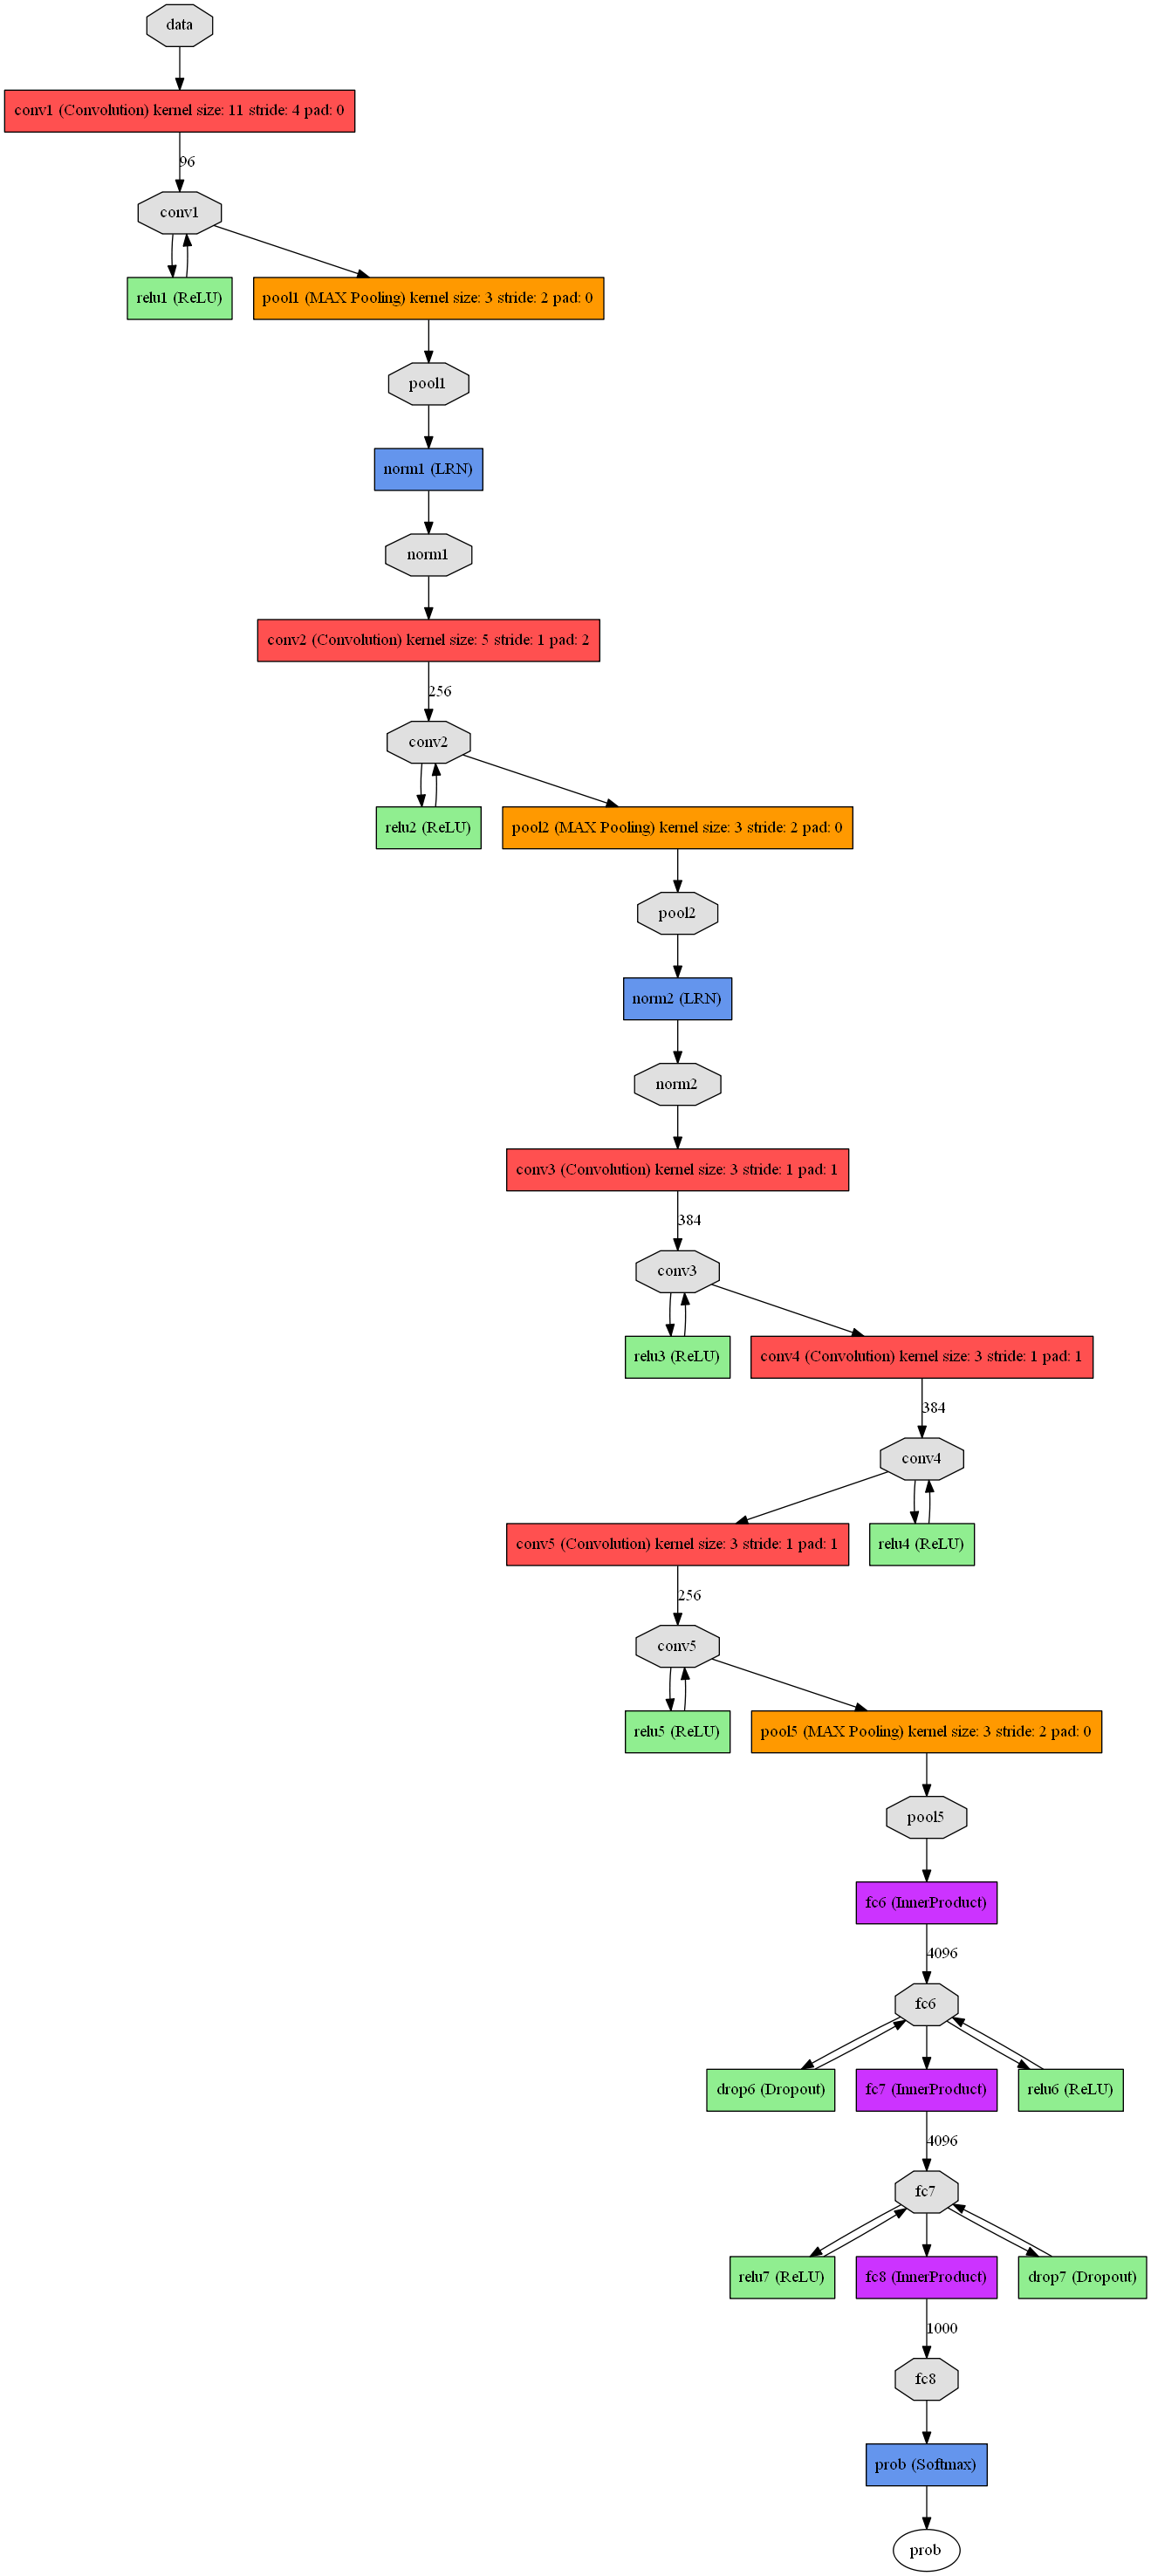 data
conv1 (Convolution) kernel size: 11 stride: 4 pad: 0
96
conv1
relu1 (ReLU)
pool1 (MAX Pooling) kernel size: 3 stride: 2 pad: 0
pool1
norm1 (LRN)
norm1
conv2 (Convolution) kernel size: 5 stride: 1 pad: 2
256
conv2
relu2 (ReLU)
pool2 (MAX Pooling) kernel size: 3 stride: 2 pad: 0
pool2
norm2 (LRN)
norm2
conv3 (Convolution) kernel size: 3 stride: 1 pad: 1
384
conv3
relu3 (ReLU)
conv4 (Convolution) kernel size: 3 stride: 1 pad: 1
384
conv4
conv5 (Convolution) kernel size: 3 stride: 1 pad: 1
relu4 (ReLU)
256
conv5
relu5 (ReLU)
pool5 (MAX Pooling) kernel size: 3 stride: 2 pad: 0
pool5
fc6 (InnerProduct)
4096
fc6
drop6 (Dropout)
fc7 (InnerProduct)
relu6 (ReLU)
4096
fc7
relu7 (ReLU)
fc8 (InnerProduct)
drop7 (Dropout)
1000
fc8
prob (Softmax)
prob